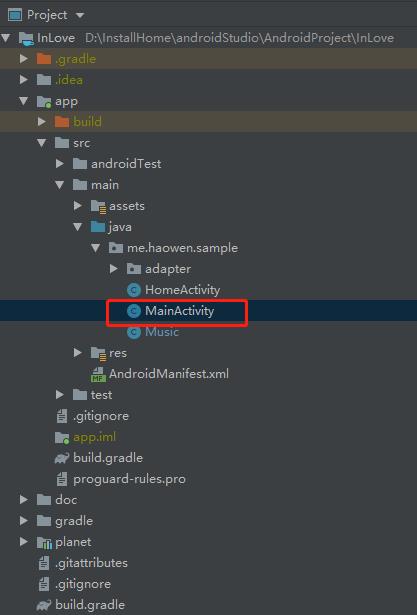 Project
InLove D:\InstallHome\androidStudio\AndroidProject\InLove
.gradle
.idea
app
build
src
androidTest
main
assets
java
me.haowen.sample
adapter
HomeActivity
MainActivity
Music
res
AndroidManifest.xml
test
.gitignore
app.iml
build.gradle
proguard-rules.pro
doc
gradle
planet
.gitattributes
.gitignore
build.gradle